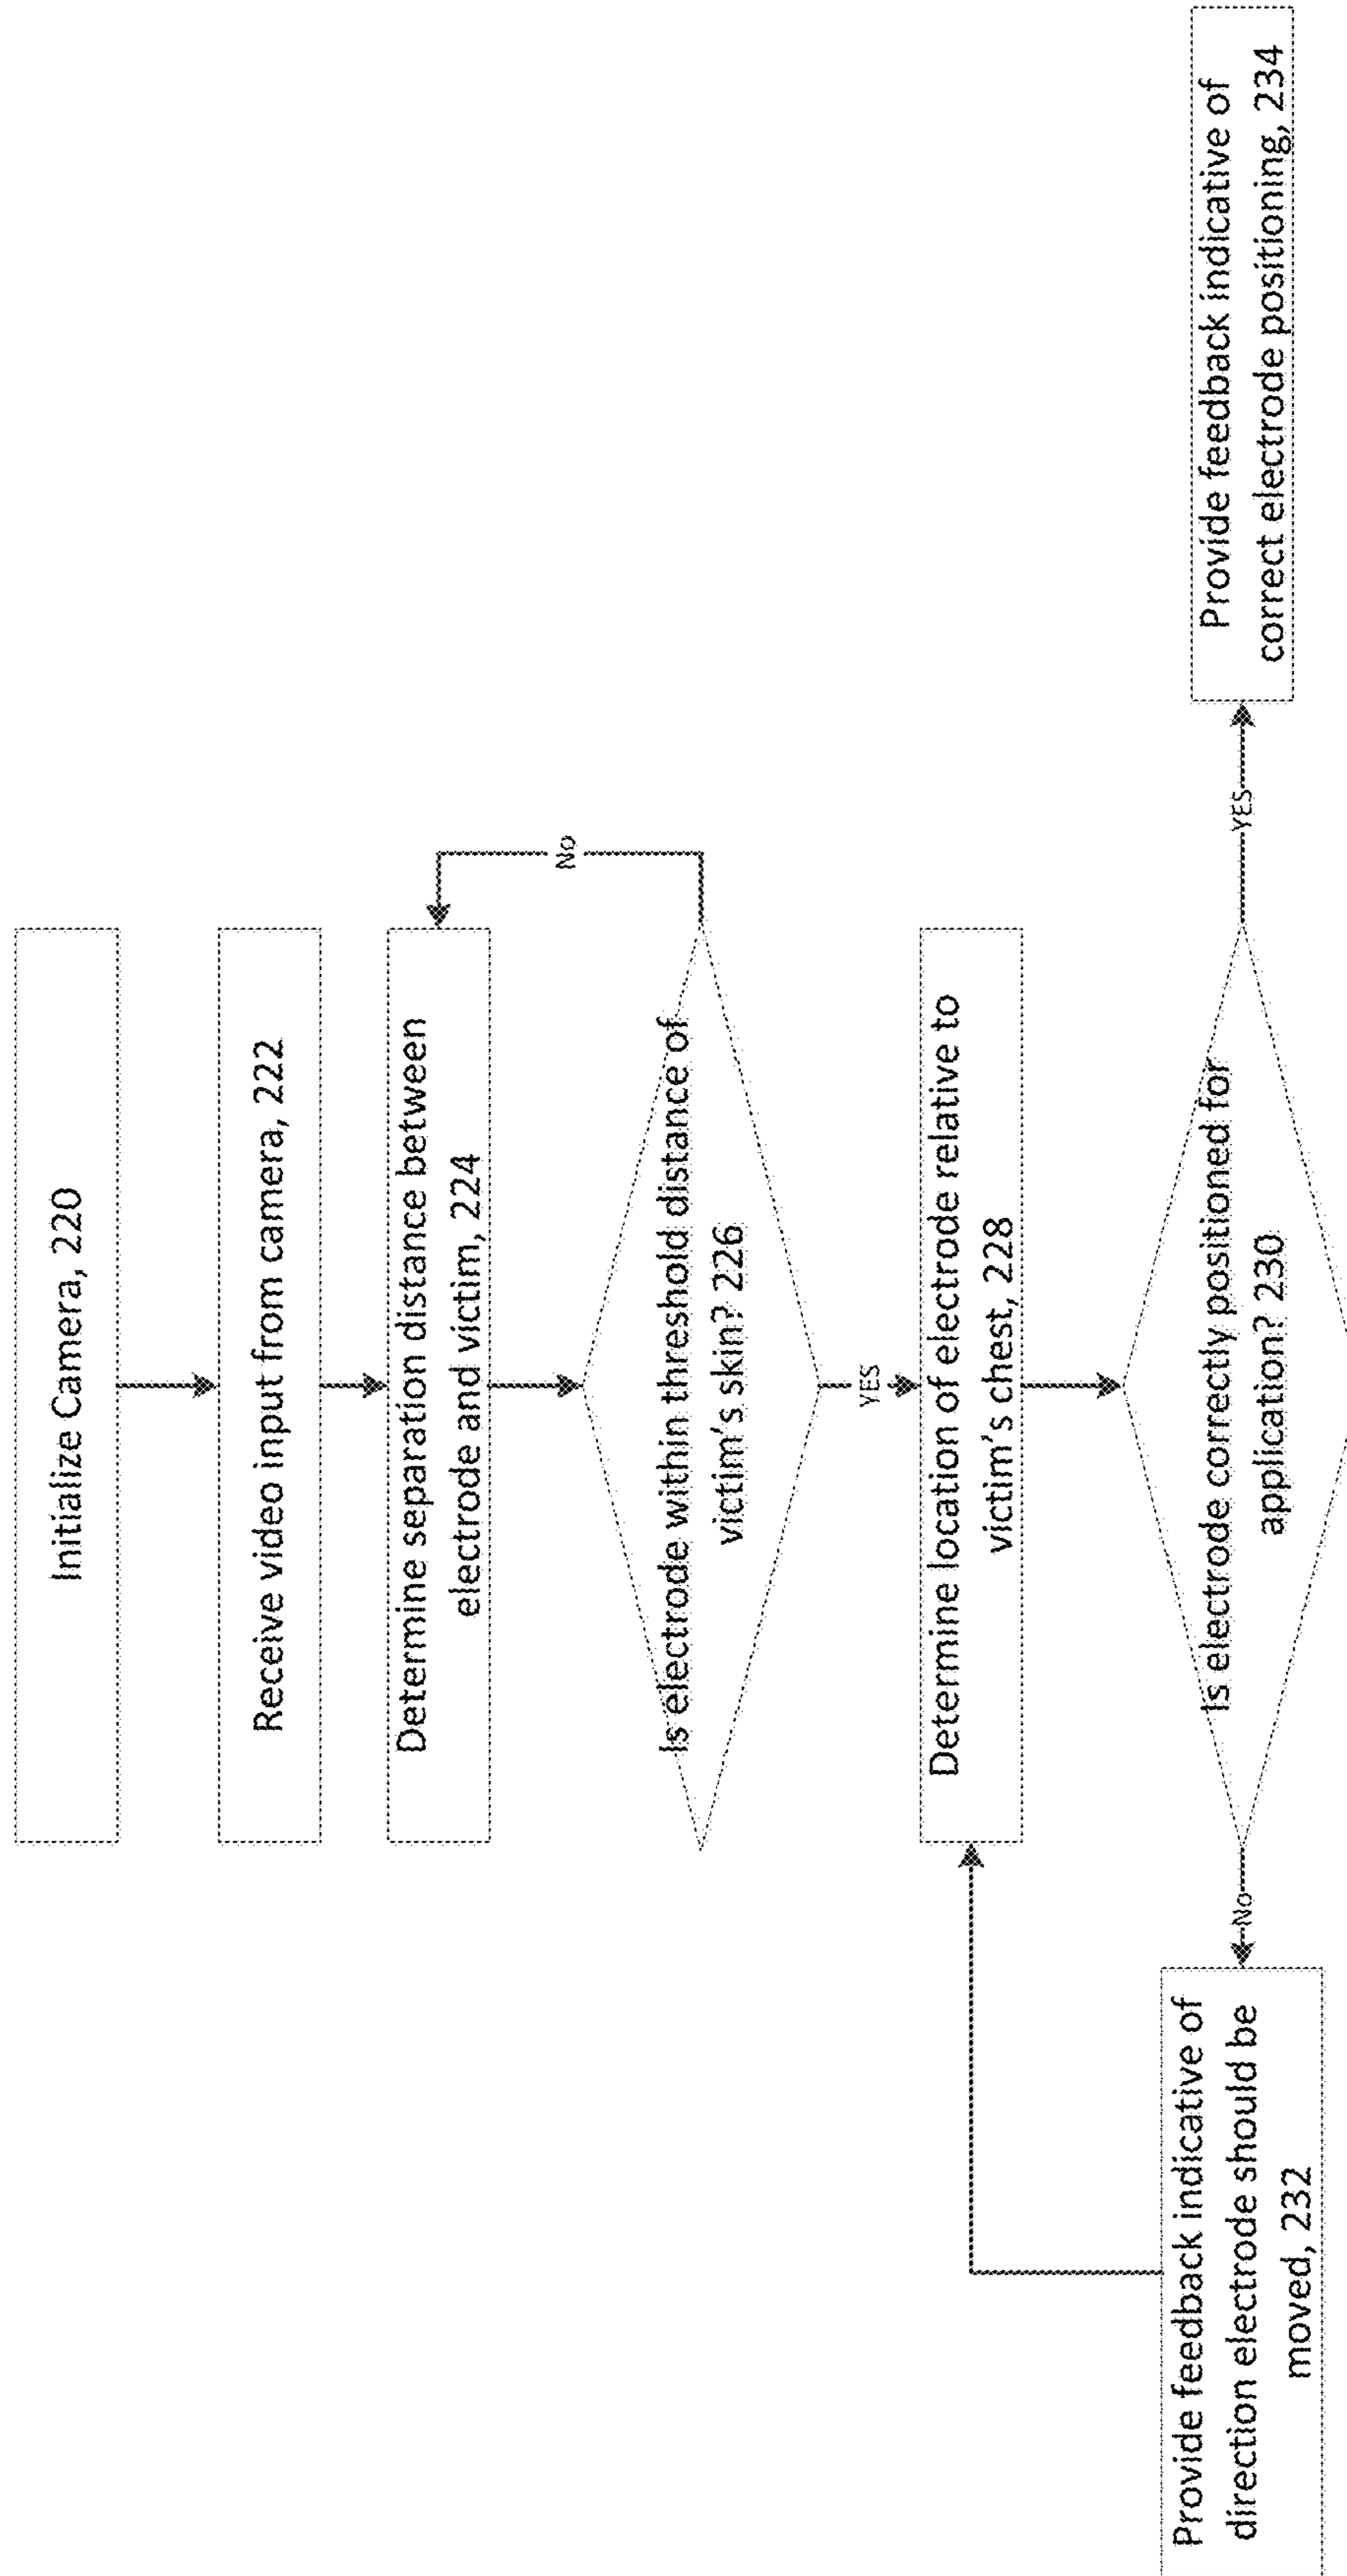 Initialize Camera, 220
Receive video input from camera, 222
Determine separation distance between
electrode and victim, 224
Is electrode within threshold distance of
victim's skin? 226
No
YES
Determine location of electrode relative to
victim's chest, 228
Is electrode correctly positioned for
application? 230
No
YES
Provide feedback indicative of
direction electrode should be
moved, 232
Provide feedback indicative of
correct electrode positioning, 234